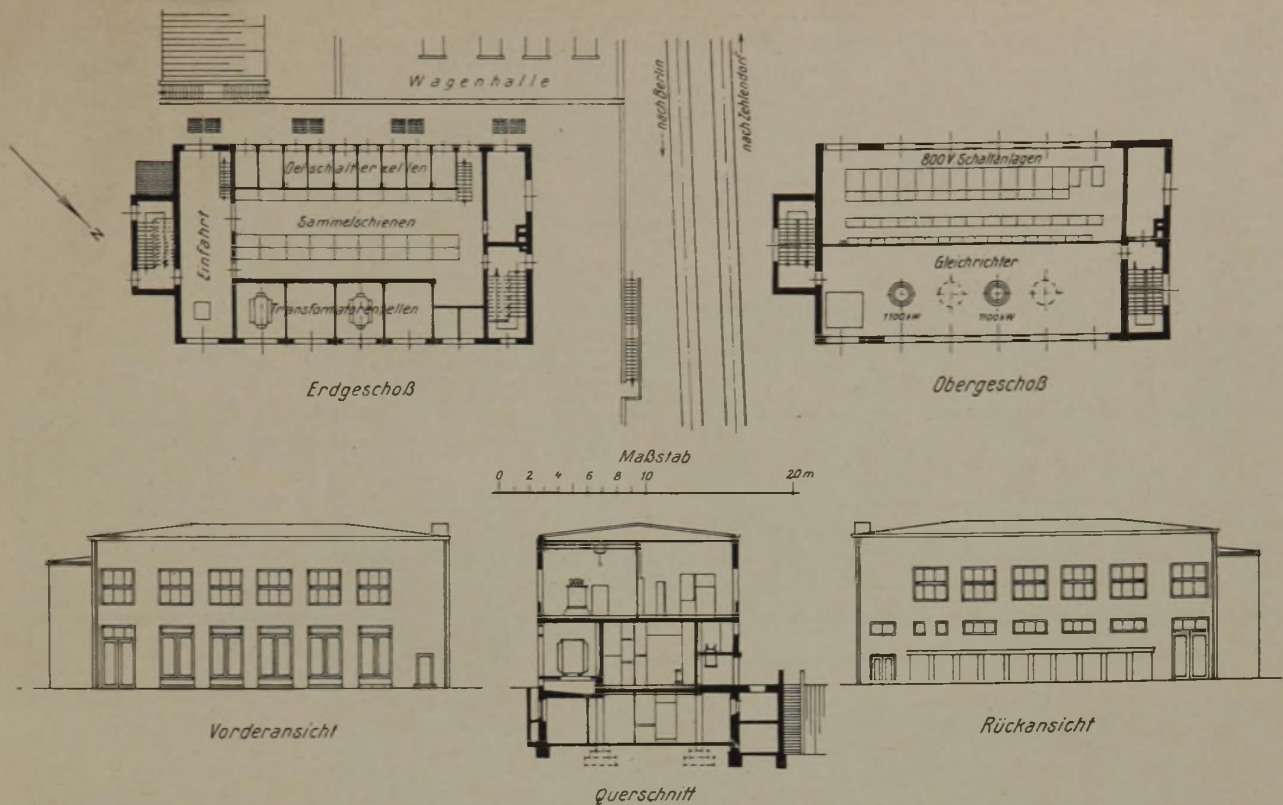 Wagenhalle
nach Berlin
nach Zehlendorf
N
Oelschalterzellen
Sammelschienen
Einfahrt
Transformatorenzellen
Erdgeschoß
800 V. Schaltanlagen
Gleichrichter
1100 kW
1100 kW
Obergeschoß
Maßstab
0 2 4 6 8 10 20 m
Vorderansicht
Querschnitt
Rückansicht